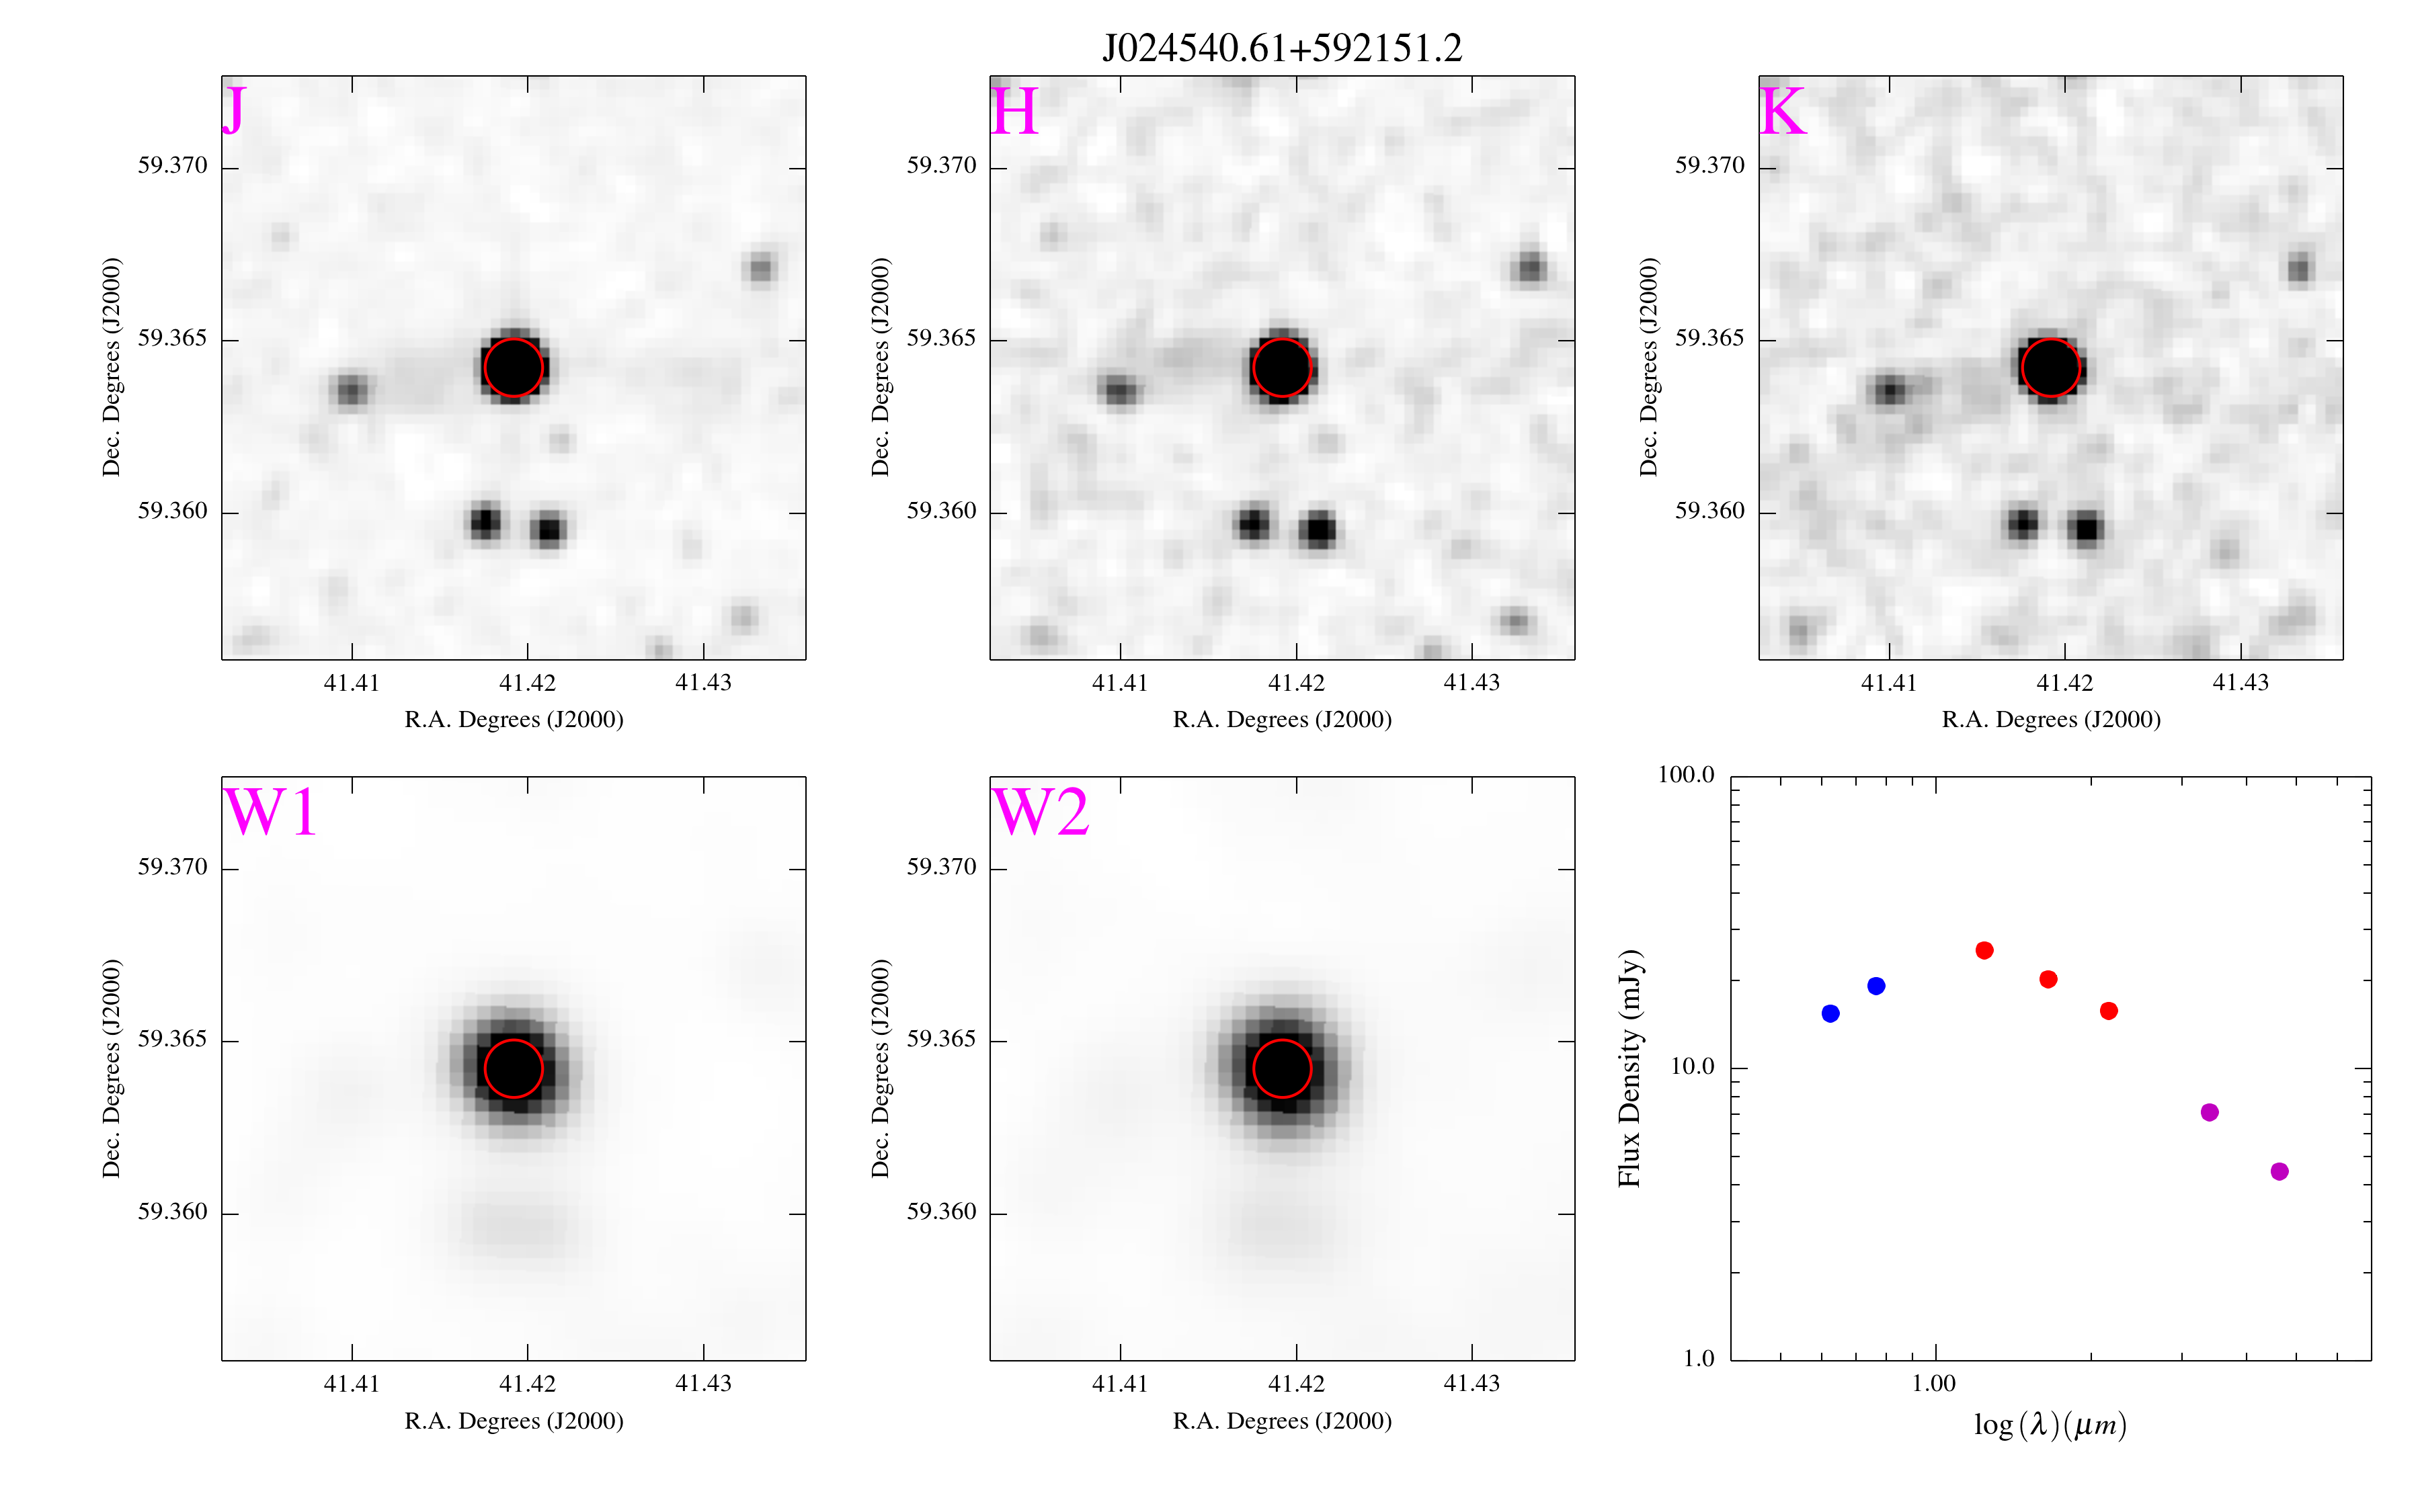 J024540.61+592151.2
J
59.370
59.365
59.360
Dec. Degrees (J2000)
41.41 41.42 41.43
R.A. Degrees (J2000)
H
59.370
59.365
59.360
Dec. Degrees (J2000)
41.41 41.42 41.43
R.A. Degrees (J2000)
K
59.370
59.365
59.360
Dec. Degrees (J2000)
41.41 41.42 41.43
R.A. Degrees (J2000)
W1
59.370
59.365
59.360
Dec. Degrees (J2000)
41.41 41.42 41.43
R.A. Degrees (J2000)
W2
59.370
59.365
59.360
Dec. Degrees (J2000)
41.41 41.42 41.43
R.A. Degrees (J2000)
100.0
10.0
1.0
Flux Density (mJy)
1.00
log (λ)(μm)